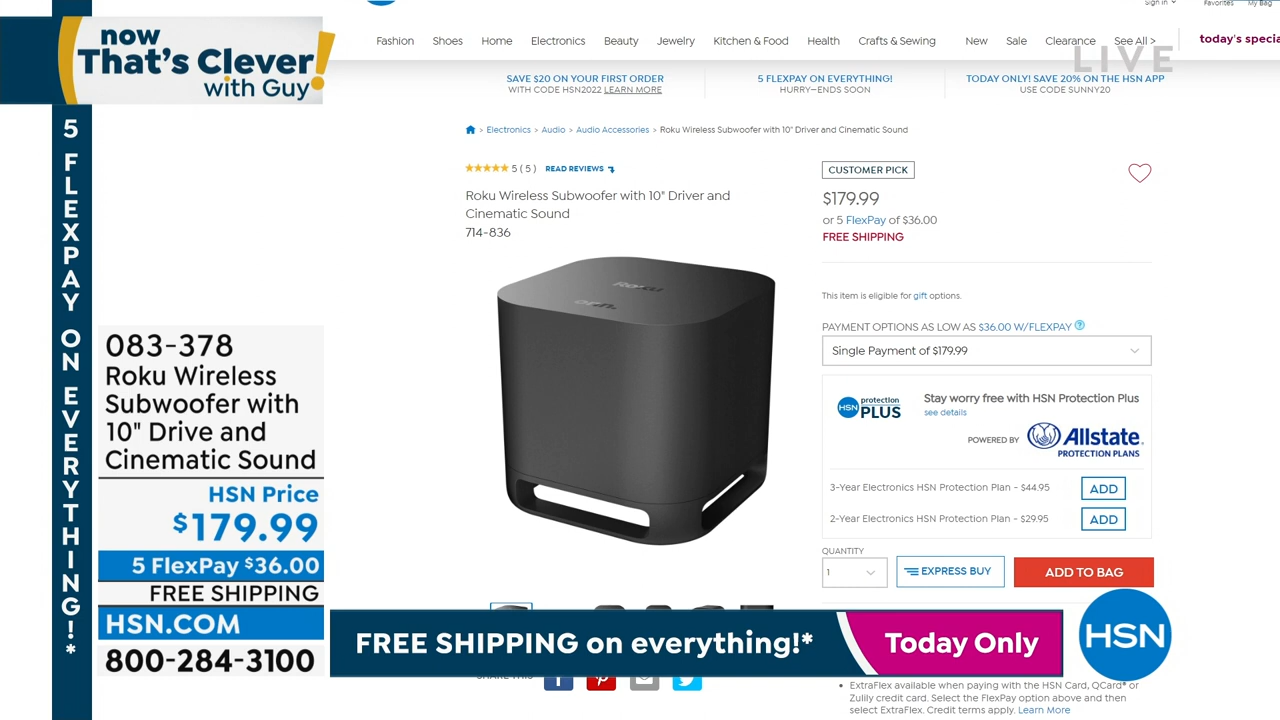 now
That's Clever!
with Guy
5 FLEXPAY ON EVERYTHING!*
083-378
Roku Wireless
Subwoofer with
10" Drive and
Cinematic Sound
HSN Price
$179.99
5 FlexPay $36.00
FREE SHIPPING
HSN.COM
800-284-3100
Sign in
Favorites
My Bag
Fashion Shoes Home Electronics Beauty Jewelry Kitchen & Food Health Crafts & Sewing New Sale Clearance See All >
today's specia
LIVE
SAVE $20 ON YOUR FIRST ORDER
WITH CODE HSN2022 LEARN MORE
5 FLEXPAY ON EVERYTHING!
HURRY—ENDS SOON
TODAY ONLY! SAVE 20% ON THE HSN APP
USE CODE SUNNY20
> Electronics > Audio > Audio Accessories > Roku Wireless Subwoofer with 10" Driver and Cinematic Sound
5 ( 5 ) READ REVIEWS
Roku Wireless Subwoofer with 10" Driver and
Cinematic Sound
714-836
Roku
onn.
CUSTOMER PICK
$179.99
or 5 FlexPay of $36.00
FREE SHIPPING
This item is eligible for gift options.
PAYMENT OPTIONS AS LOW AS $36.00 W/FLEXPAY ?
Single Payment of $179.99
HSN protection PLUS
Stay worry free with HSN Protection Plus
see details
POWERED BY Allstate.
PROTECTION PLANS
3-Year Electronics HSN Protection Plan - $44.95 ADD
2-Year Electronics HSN Protection Plan - $29.95 ADD
QUANTITY
1
EXPRESS BUY
ADD TO BAG
FREE SHIPPING on everything!*
Today Only
HSN
SHARE THIS
• ExtraFlex available when paying with the HSN Card, QCard® or
Zulily credit card. Select the FlexPay option above and then
select ExtraFlex. Credit terms apply. Learn More